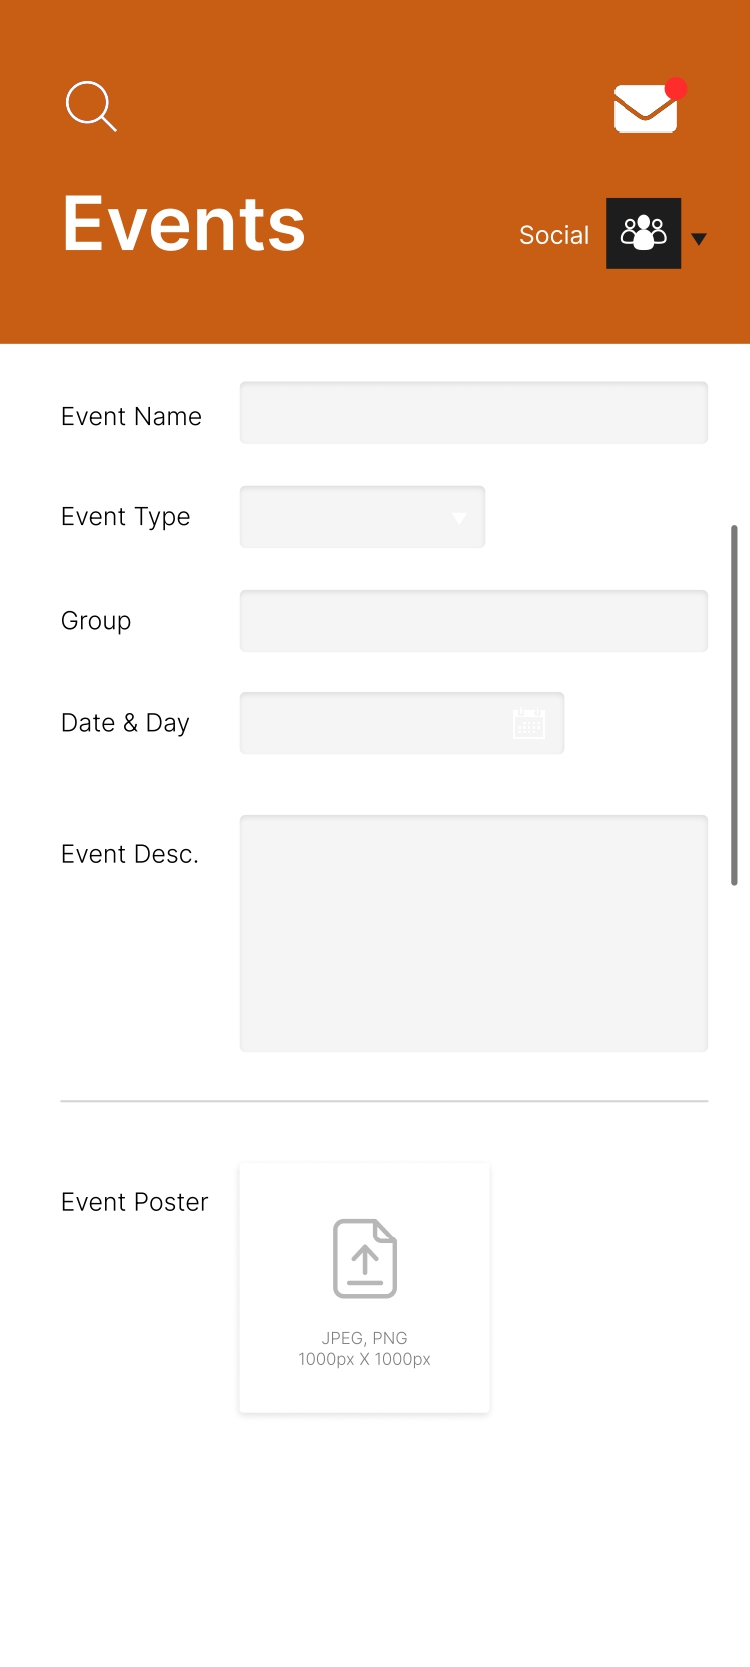 Events
Social
Event Name
Event Type
Group
Date & Day
Event Desc.
Event Poster
JPEG, PNG
1000px X 1000px